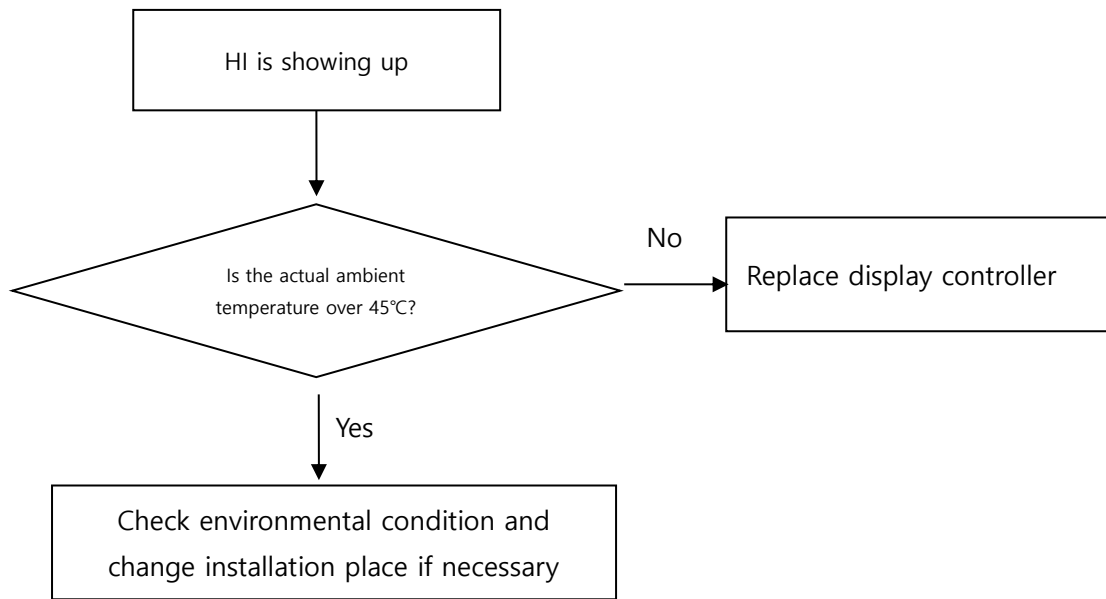 HI is showing up
Is the actual ambient
temperature over 45℃?
No
Replace display controller
Yes
Check environmental condition and
change installation place if necessary